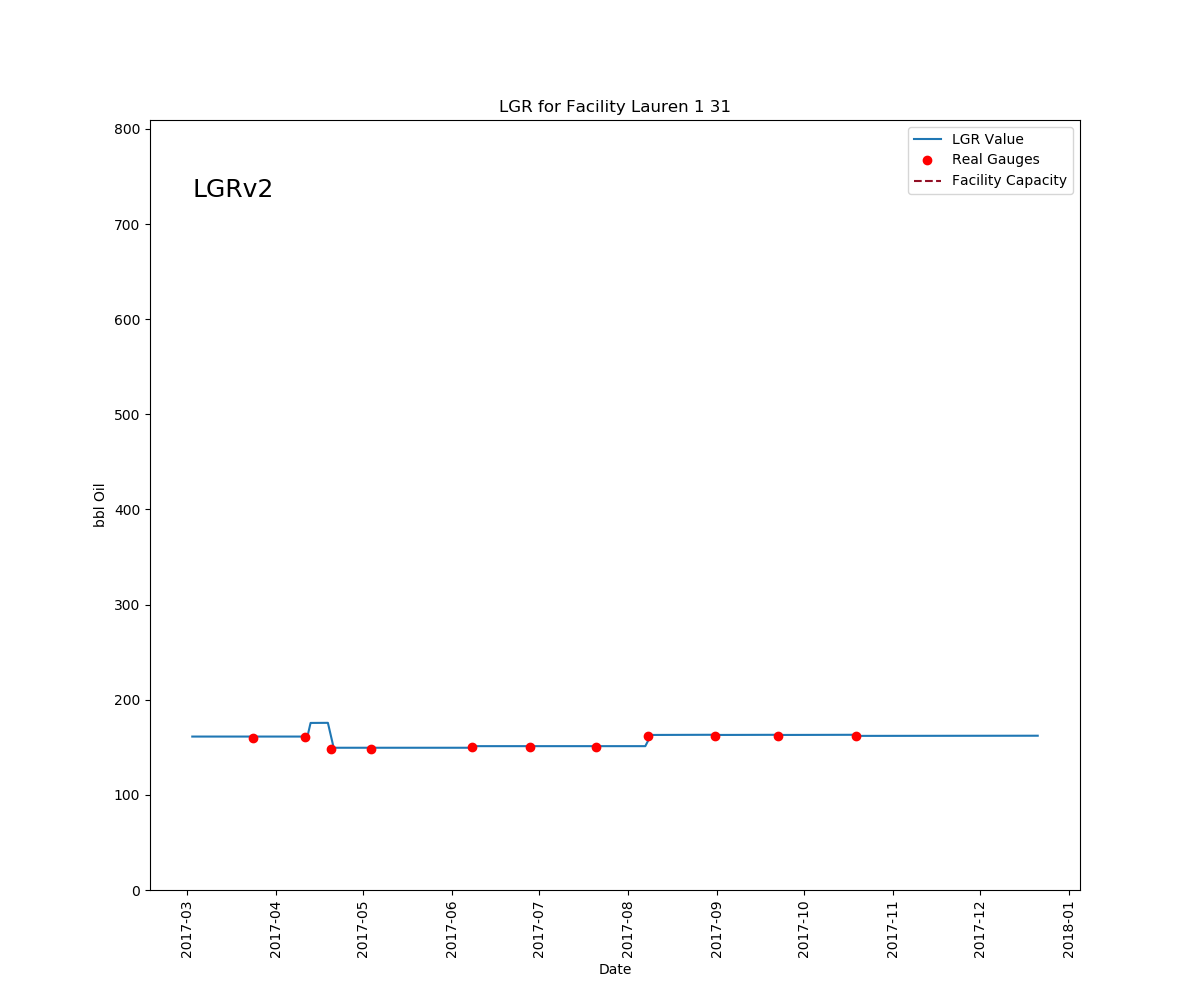 LGR for Facility Lauren 1 31
LGRv2
LGR Value
Real Gauges
Facility Capacity
bbl Oil
800
700
600
500
400
300
200
100
0
2017-03
2017-04
2017-05
2017-06
2017-07
2017-08
2017-09
2017-10
2017-11
2017-12
2018-01
Date